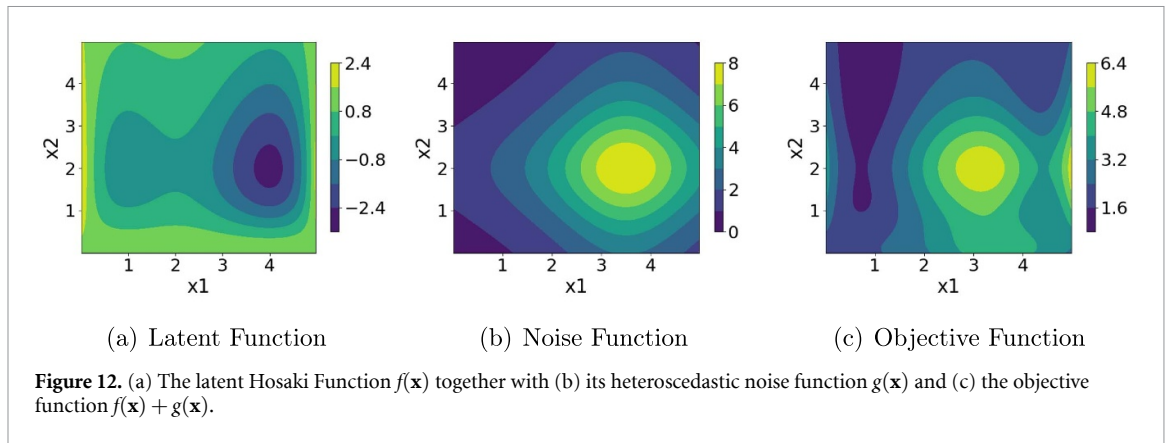 4
3
2
1
x2
1 2 3 4
x1
2.4
0.8
−0.8
−2.4
(a) Latent Function
4
3
2
1
x2
1 2 3 4
x1
8
6
4
2
0
(b) Noise Function
4
3
2
1
x2
1 2 3 4
x1
6.4
4.8
3.2
1.6
(c) Objective Function
Figure 12. (a) The latent Hosaki Function f(x) together with (b) its heteroscedastic noise function g(x) and (c) the objective
function f(x) + g(x).